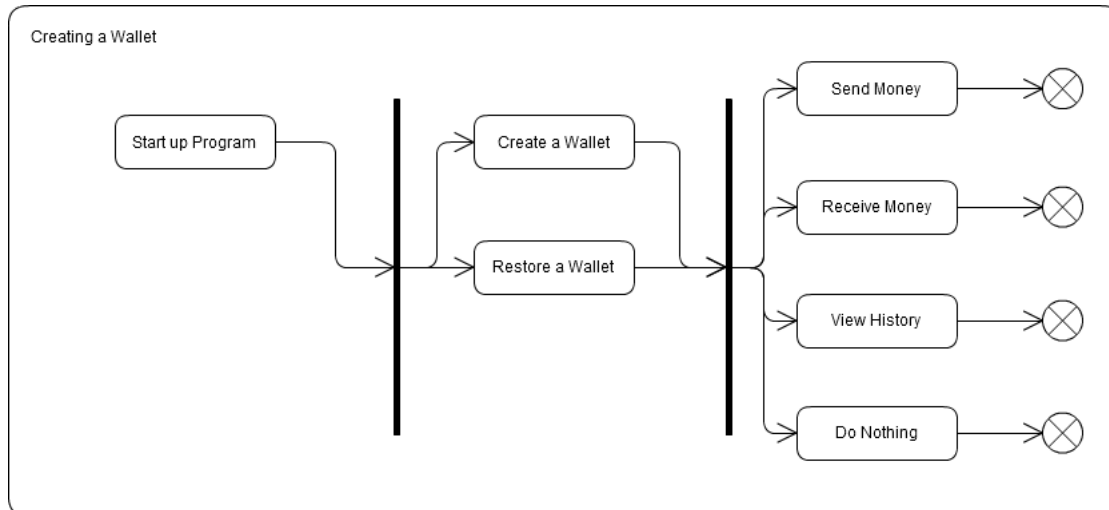 Creating a Wallet
Start up Program
Create a Wallet
Restore a Wallet
Send Money
Receive Money
View History
Do Nothing